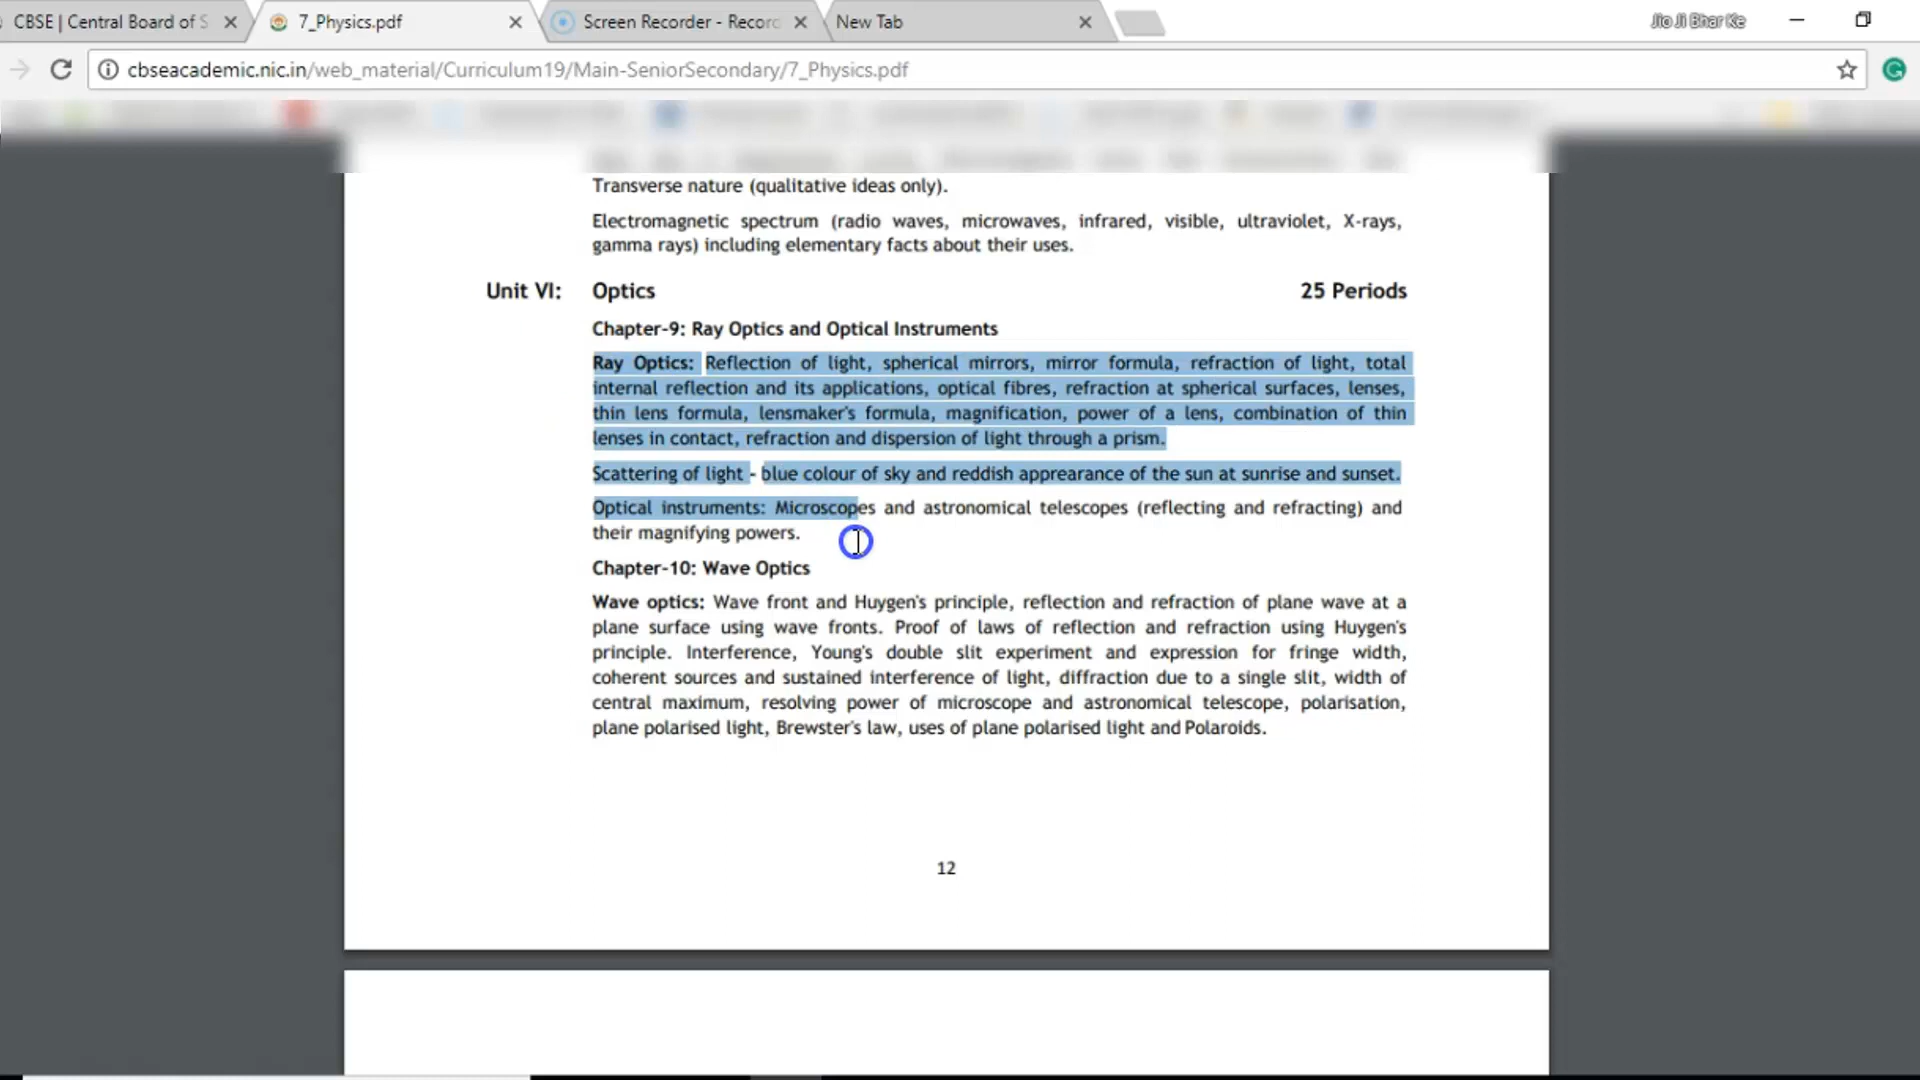 CBSE | Central Board of S
7_Physics.pdf
Screen Recorder - Record
New Tab
Jio Ji Bhar Ke
cbseacademic.nic.in/web_material/Curriculum19/Main-SeniorSecondary/7_Physics.pdf
Transverse nature (qualitative ideas only).
Electromagnetic spectrum (radio waves, microwaves, infrared, visible, ultraviolet, X-rays,
gamma rays) including elementary facts about their uses.
Unit VI: Optics 25 Periods
Chapter-9: Ray Optics and Optical Instruments
Ray Optics: Reflection of light, spherical mirrors, mirror formula, refraction of light, total
internal reflection and its applications, optical fibres, refraction at spherical surfaces, lenses,
thin lens formula, lensmaker's formula, magnification, power of a lens, combination of thin
lenses in contact, refraction and dispersion of light through a prism.
Scattering of light - blue colour of sky and reddish apprearance of the sun at sunrise and sunset.
Optical instruments: Microscopes and astronomical telescopes (reflecting and refracting) and
their magnifying powers.
Chapter-10: Wave Optics
Wave optics: Wave front and Huygen's principle, reflection and refraction of plane wave at a
plane surface using wave fronts. Proof of laws of reflection and refraction using Huygen's
principle. Interference, Young's double slit experiment and expression for fringe width,
coherent sources and sustained interference of light, diffraction due to a single slit, width of
central maximum, resolving power of microscope and astronomical telescope, polarisation,
plane polarised light, Brewster's law, uses of plane polarised light and Polaroids.
12